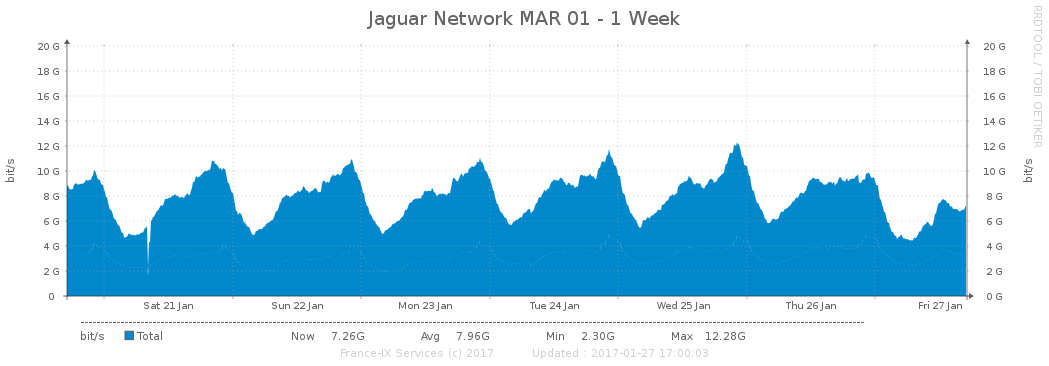 Jaguar Network MAR 01 - 1 Week
RRDTOOL / TOBI OETIKER
bit/s
bit/s
20 G 20 G
18 G 18 G
16 G 16 G
14 G 14 G
12 G 12 G
10 G 10 G
8 G 8 G
6 G 6 G
4 G 4 G
2 G 2 G
0 0 G
Sat 21 Jan Sun 22 Jan Mon 23 Jan Tue 24 Jan Wed 25 Jan Thu 26 Jan Fri 27 Jan
bit/s Total Now 7.26G Avg 7.96G Min 2.30G Max 12.28G
France-IX Services (c) 2017 Updated : 2017-01-27 17:00:03